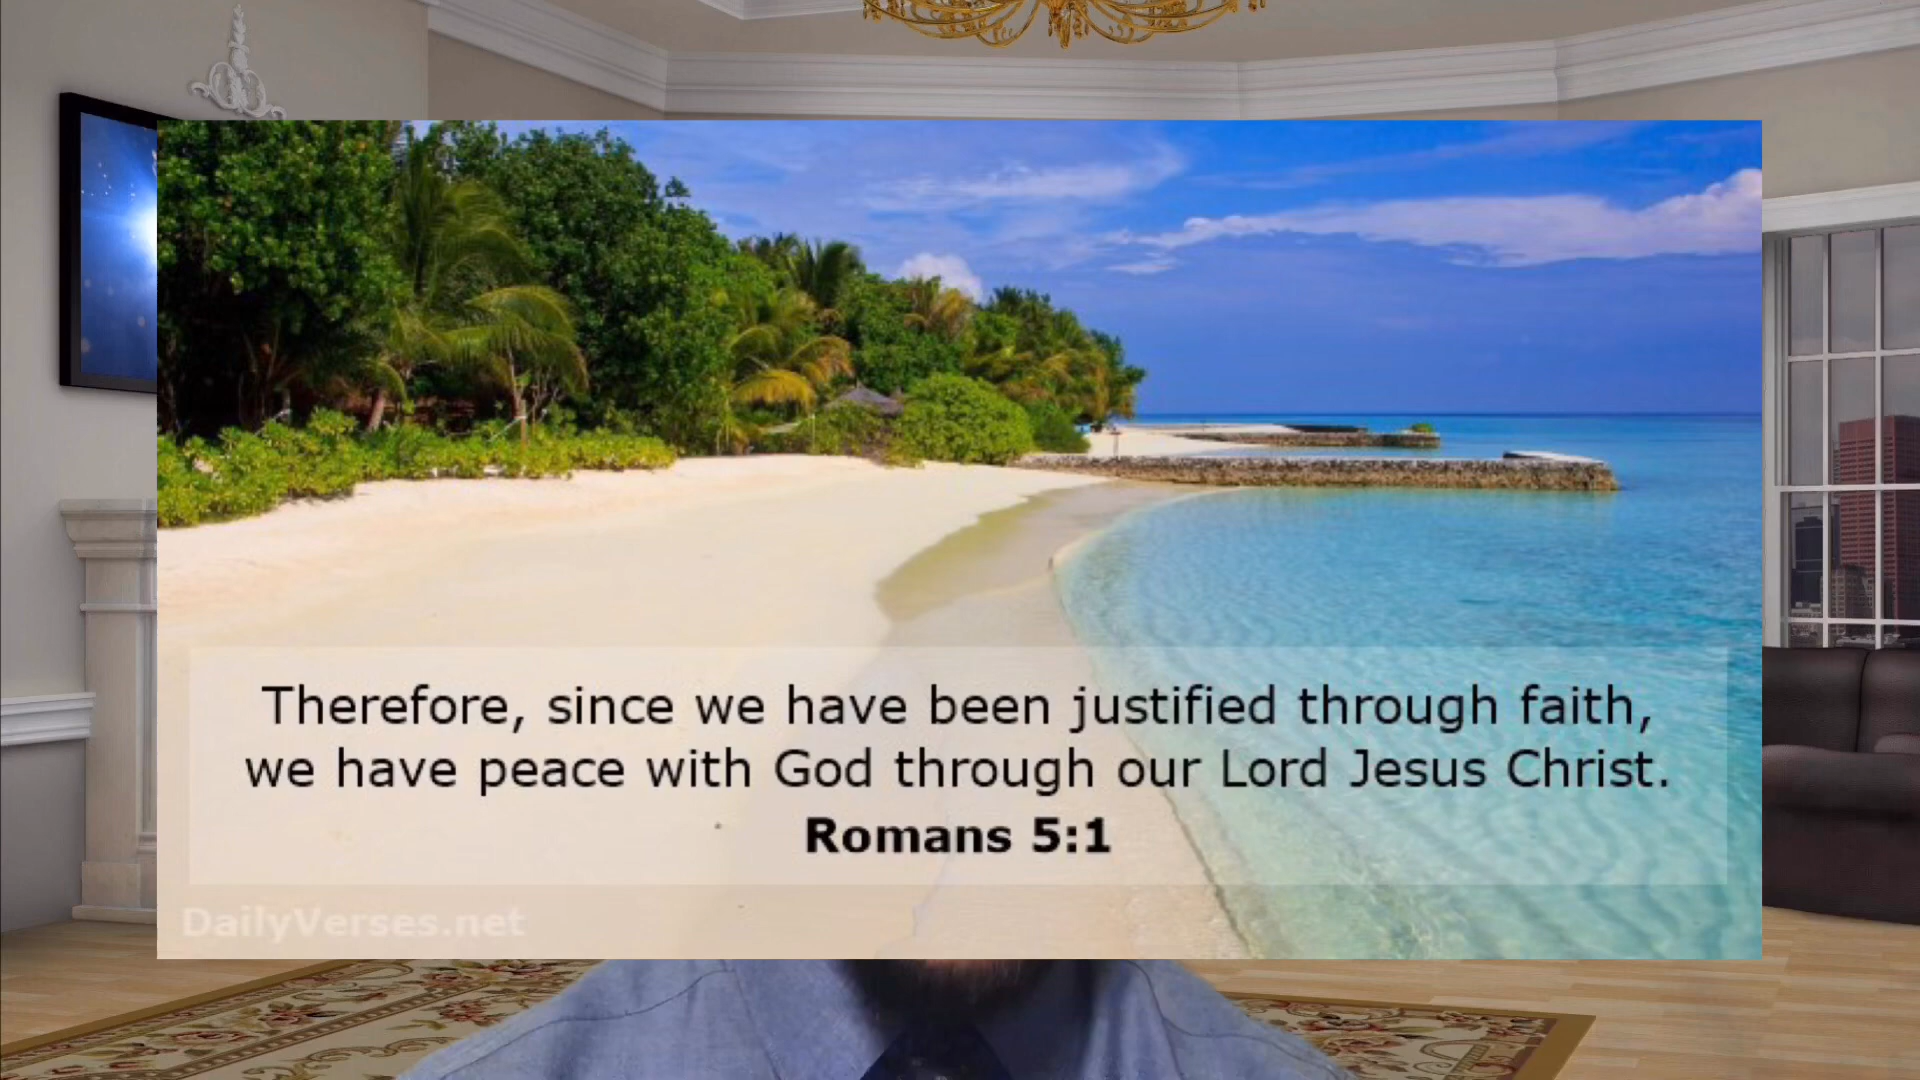 Therefore, since we have been justified through faith,
we have peace with God through our Lord Jesus Christ.
Romans 5:1
DailyVerses.net